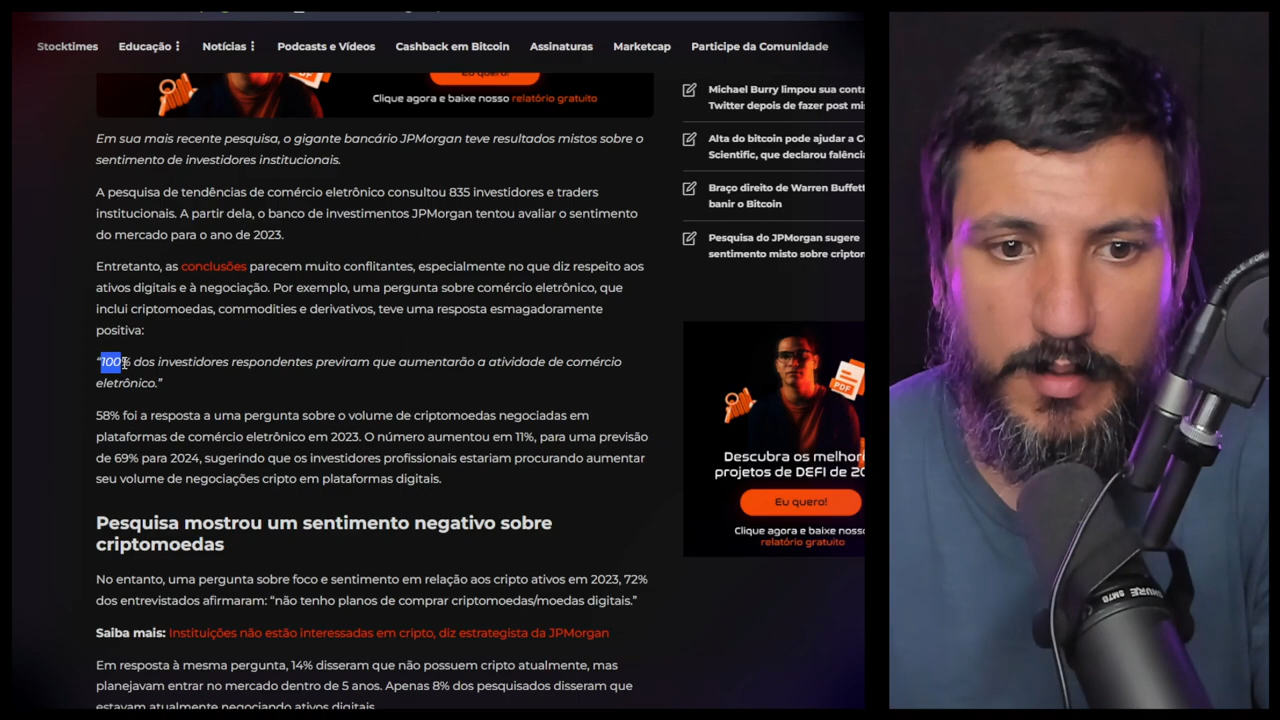 Stocktimes Educação Notícias Podcasts e Vídeos Cashback em Bitcoin Assinaturas Marketcap Participe da Comunidade
Eu quero!
Clique agora e baixe nosso relatório gratuito
PDF
Em sua mais recente pesquisa, o gigante bancário JPMorgan teve resultados mistos sobre o
sentimento de investidores institucionais.
A pesquisa de tendências de comércio eletrônico consultou 835 investidores e traders
institucionais. A partir dela, o banco de investimentos JPMorgan tentou avaliar o sentimento
do mercado para o ano de 2023.
Entretanto, as conclusões parecem muito conflitantes, especialmente no que diz respeito aos
ativos digitais e à negociação. Por exemplo, uma pergunta sobre comércio eletrônico, que
inclui criptomoedas, commodities e derivativos, teve uma resposta esmagadoramente
positiva:
“100% dos investidores respondentes previram que aumentarão a atividade de comércio
eletrônico.”
58% foi a resposta a uma pergunta sobre o volume de criptomoedas negociadas em
plataformas de comércio eletrônico em 2023. O número aumentou em 11%, para uma previsão
de 69% para 2024, sugerindo que os investidores profissionais estariam procurando aumentar
seu volume de negociações cripto em plataformas digitais.
Pesquisa mostrou um sentimento negativo sobre
criptomoedas
No entanto, uma pergunta sobre foco e sentimento em relação aos cripto ativos em 2023, 72%
dos entrevistados afirmaram: “não tenho planos de comprar criptomoedas/moedas digitais.”
Saiba mais: Instituições não estão interessadas em cripto, diz estrategista da JPMorgan
Em resposta à mesma pergunta, 14% disseram que não possuem cripto atualmente, mas
planejavam entrar no mercado dentro de 5 anos. Apenas 8% dos pesquisados disseram que
estavam atualmente negociando ativos digitais.
Michael Burry limpou sua conta
Twitter depois de fazer post mi
Alta do bitcoin pode ajudar a C
Scientific, que declarou falência
Braço direito de Warren Buffett
banir o Bitcoin
Pesquisa do JPMorgan sugere
sentimento misto sobre cripton
PDF
Descubra os melhori
projetos de DEFI de 20
Eu quero!
Clique agora e baixe nosso
relatório gratuito
SHURE SM7B